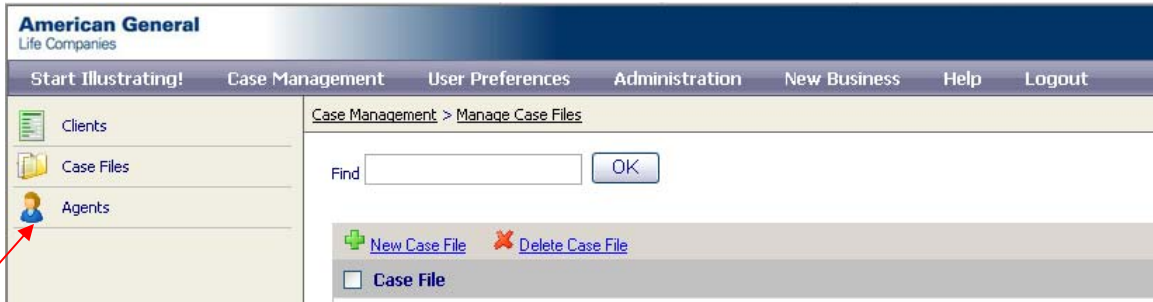 American General
Life Companies
Start Illustrating! Case Management User Preferences Administration New Business Help Logout
Clients
Case Files
Agents
Case Management > Manage Case Files
Find OK
New Case File Delete Case File
Case File